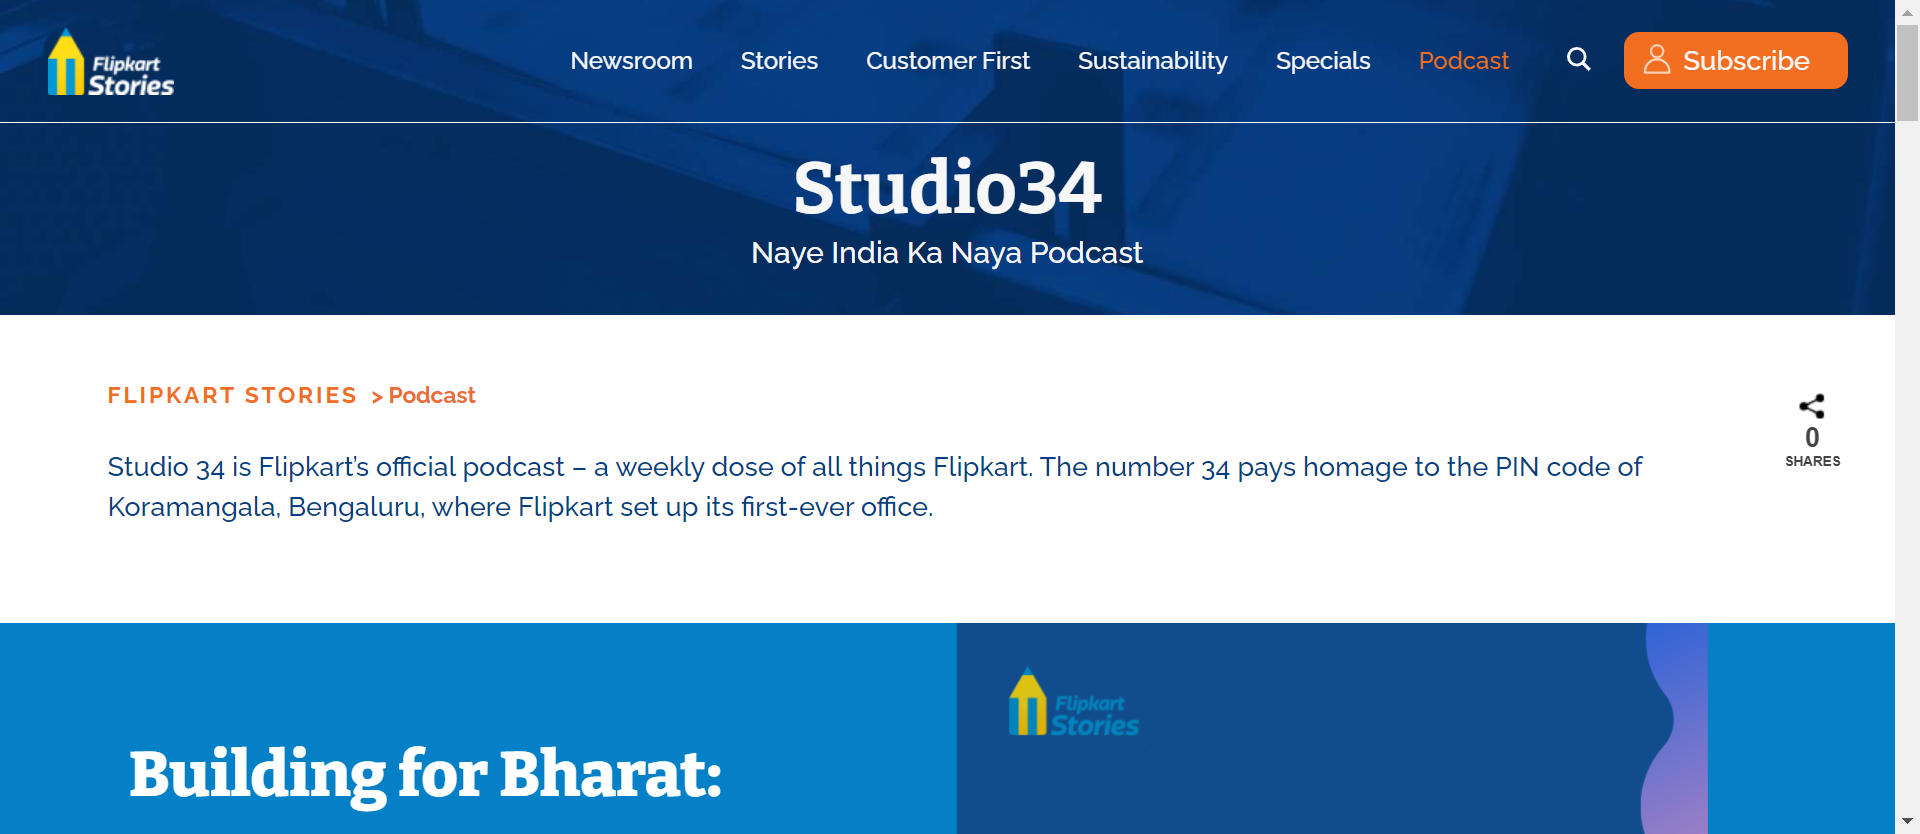 Flipkart
Stories
Newsroom Stories Customer First Sustainability Specials Podcast Subscribe
Studio34
Naye India Ka Naya Podcast
FLIPKART STORIES > Podcast
0
SHARES
Studio 34 is Flipkart’s official podcast – a weekly dose of all things Flipkart. The number 34 pays homage to the PIN code of
Koramangala, Bengaluru, where Flipkart set up its first-ever office.
Flipkart
Stories
Building for Bharat: